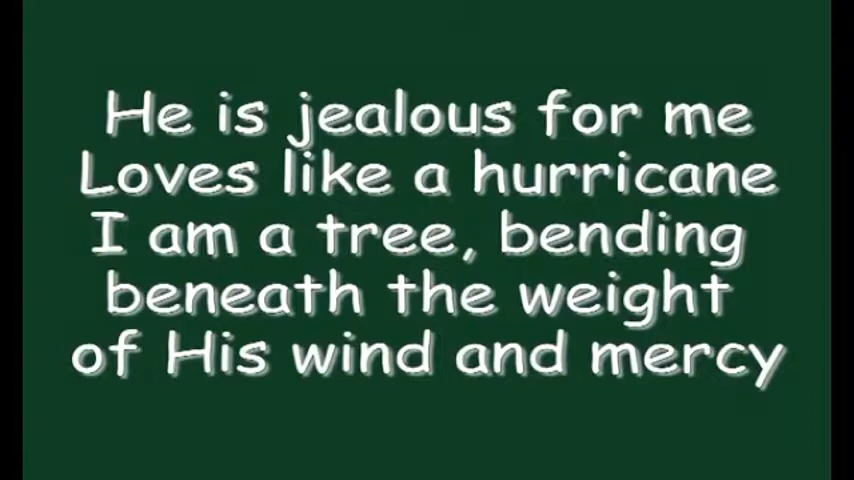 He is jealous for me
Loves like a hurricane
I am a tree, bending
beneath the weight
of His wind and mercy